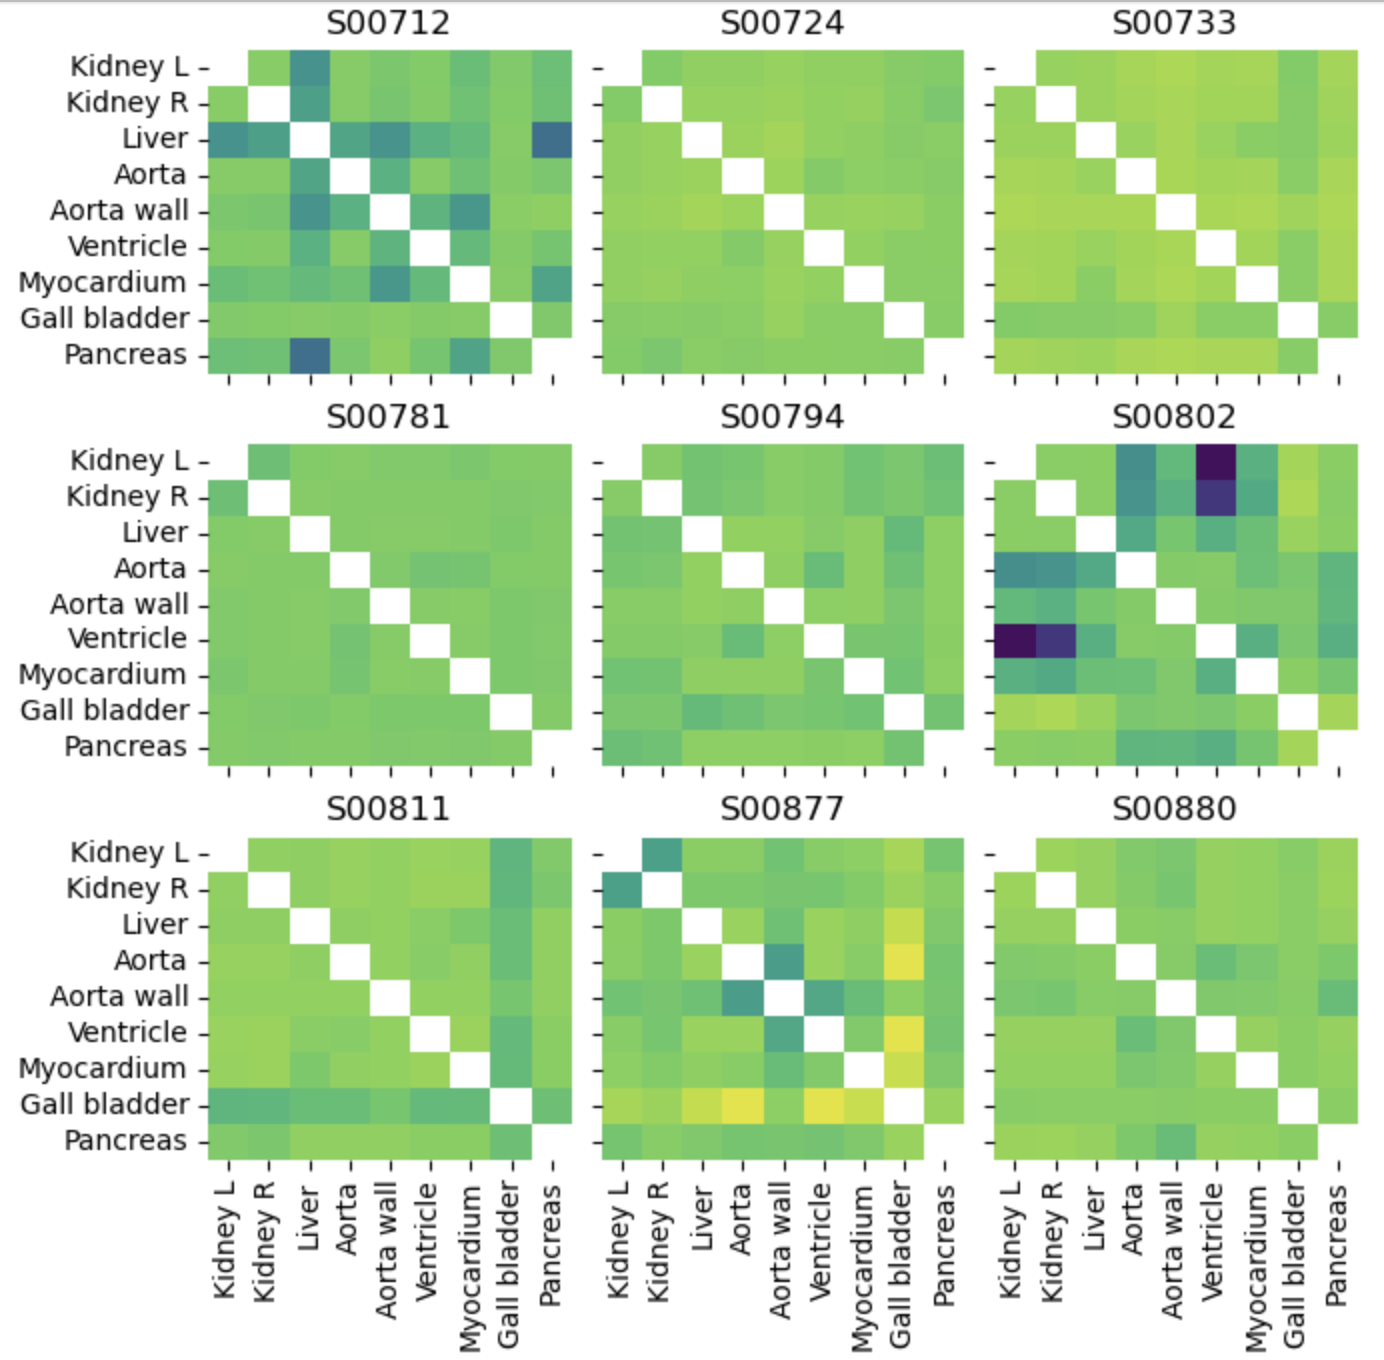 S00712 S00724 S00733
Kidney L
Kidney R
Liver
Aorta
Aorta wall
Ventricle
Myocardium
Gall bladder
Pancreas
S00781 S00794 S00802
Kidney L
Kidney R
Liver
Aorta
Aorta wall
Ventricle
Myocardium
Gall bladder
Pancreas
S00811 S00877 S00880
Kidney L
Kidney R
Liver
Aorta
Aorta wall
Ventricle
Myocardium
Gall bladder
Pancreas
Kidney L
Kidney R
Liver
Aorta
Aorta wall
Ventricle
Myocardium
Gall bladder
Pancreas
Kidney L
Kidney R
Liver
Aorta
Aorta wall
Ventricle
Myocardium
Gall bladder
Pancreas
Kidney L
Kidney R
Liver
Aorta
Aorta wall
Ventricle
Myocardium
Gall bladder
Pancreas